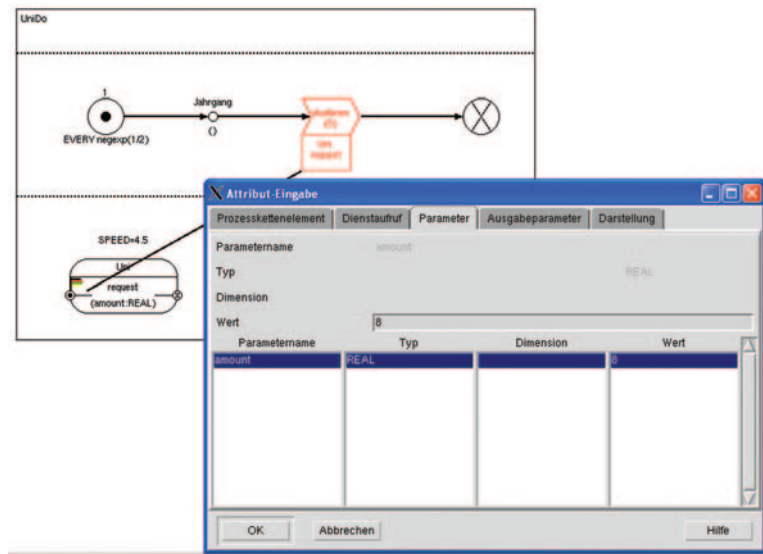 UniDo
1
Jahrgang
()
EVERY negexp(1/2)
SPEED=4.5
Uni
request
(amount:REAL)
Attribut-Eingabe
Prozesskettenelement Dienstaufruf Parameter Ausgabeparameter Darstellung
Parametername amount
Typ REAL
Dimension
Wert 8
Parametername Typ Dimension Wert
amount REAL 8
OK Abbrechen Hilfe